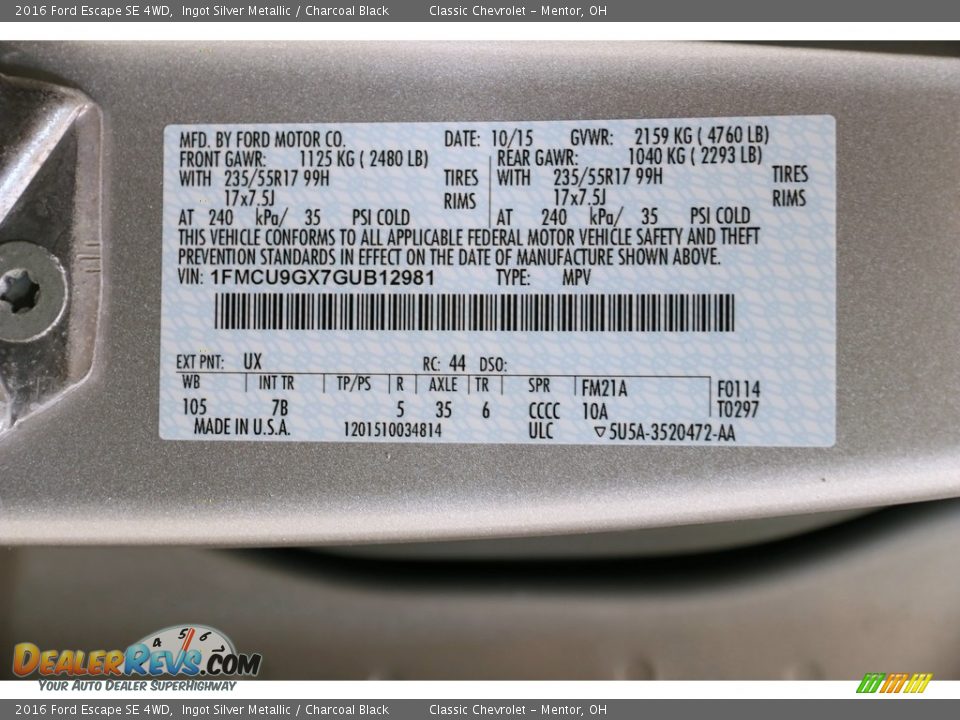 2016 Ford Escape SE 4WD, Ingot Silver Metallic / Charcoal Black Classic Chevrolet - Mentor, OH
MFD. BY FORD MOTOR CO. DATE: 10/15 GVWR: 2159 KG ( 4760 LB)
FRONT GAWR: 1125 KG ( 2480 LB) REAR GAWR: 1040 KG ( 2293 LB)
WITH 235/55R17 99H TIRES WITH 235/55R17 99H TIRES
17x7.5J RIMS 17x7.5J RIMS
AT 240 kPa/ 35 PSI COLD AT 240 kPa/ 35 PSI COLD
THIS VEHICLE CONFORMS TO ALL APPLICABLE FEDERAL MOTOR VEHICLE SAFETY AND THEFT
PREVENTION STANDARDS IN EFFECT ON THE DATE OF MANUFACTURE SHOWN ABOVE.
VIN: 1FMCU9GX7GUB12981 TYPE: MPV
EXT PNT: UX RC: 44 DSO:
WB INT TR TP/PS R AXLE TR SPR FM21A F0114
105 7B 5 35 6 CCCC 10A T0297
MADE IN U.S.A. 1201510034814 ULC ▽5U5A-3520472-AA
4 5 6
DEALERREVS.COM
YOUR AUTO DEALER SUPERHIGHWAY
2016 Ford Escape SE 4WD, Ingot Silver Metallic / Charcoal Black Classic Chevrolet - Mentor, OH